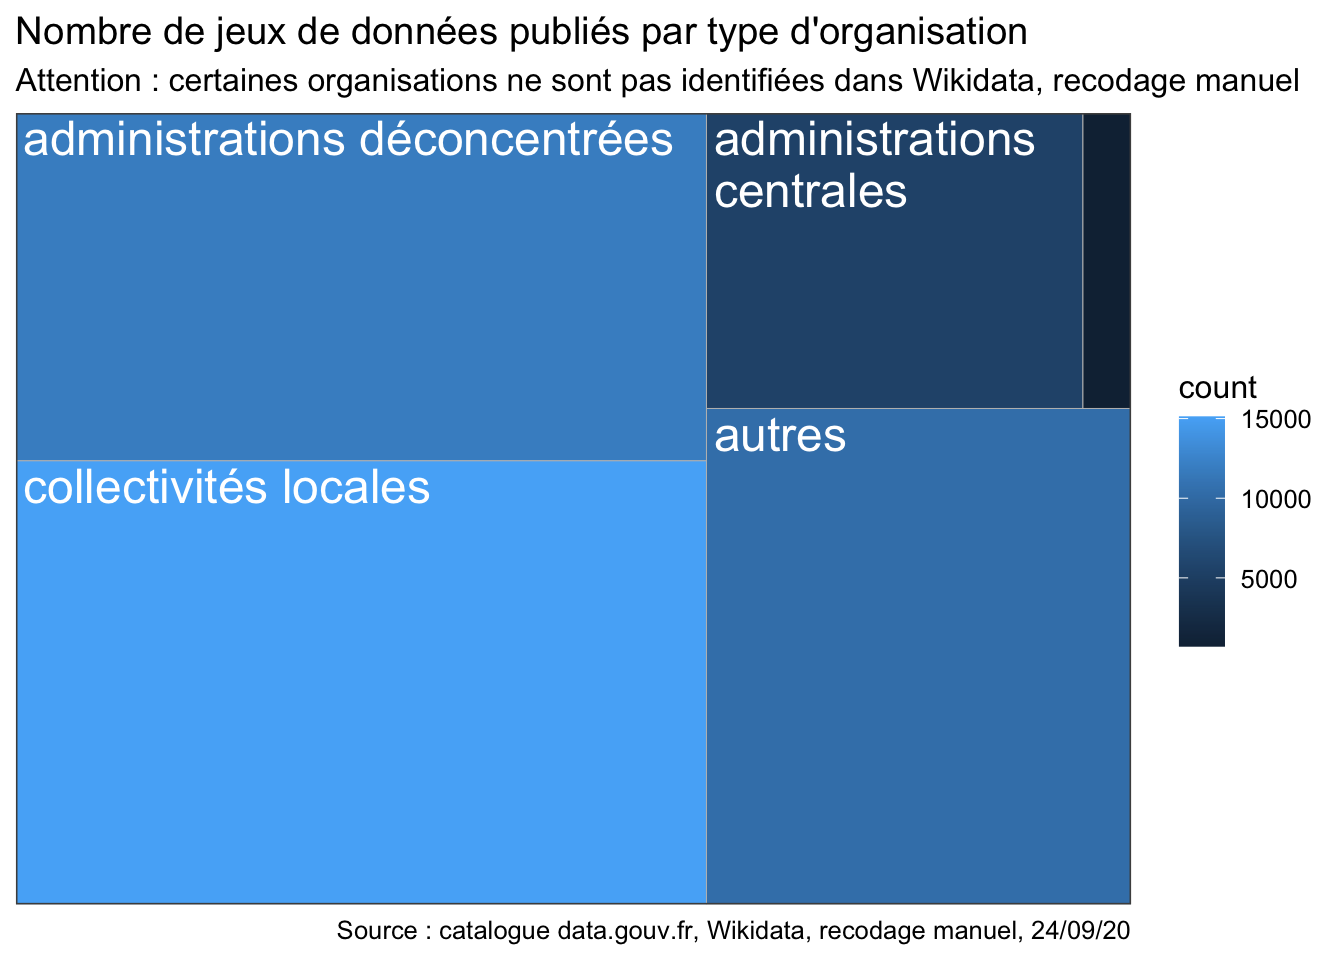 Nombre de jeux de données publiés par type d'organisation
Attention : certaines organisations ne sont pas identifiées dans Wikidata, recodage manuel
administrations déconcentrées
administrations
centrales
collectivités locales
autres
count
15000
10000
5000
Source : catalogue data.gouv.fr, Wikidata, recodage manuel, 24/09/20